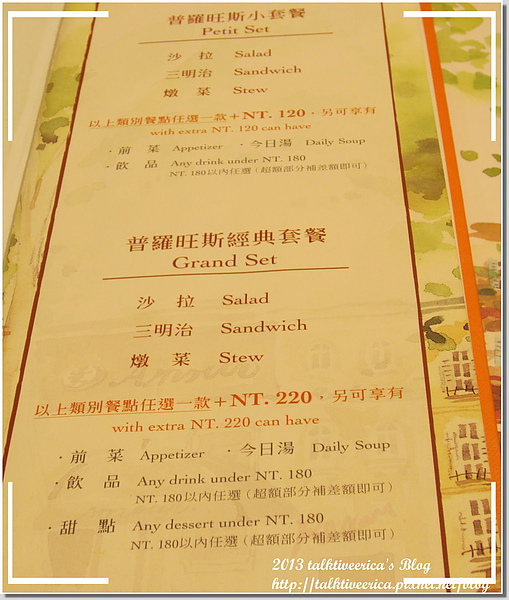 普羅旺斯小套餐
Petit Set
沙 拉 Salad
三明治 Sandwich
燉 菜 Stew
以上類別餐點任選一款+NT. 120，另可享有
with extra NT. 120 can have
· 前 菜 Appetizer · 今日湯 Daily Soup
· 飲 品 Any drink under NT. 180
NT. 180以內任選（超額部分補差額即可）
普羅旺斯經典套餐
Grand Set
沙 拉 Salad
三明治 Sandwich
燉 菜 Stew
以上類別餐點任選一款+NT. 220，另可享有
with extra NT. 220 can have
· 前 菜 Appetizer · 今日湯 Daily Soup
· 飲 品 Any drink under NT. 180
NT. 180以內任選（超額部分補差額即可）
· 甜 點 Any dessert under NT. 180
NT. 180以內任選（超額部分補差額即可）
2013 talktiveerica's Blog
http://talktiveerica.pixnet.net/blog